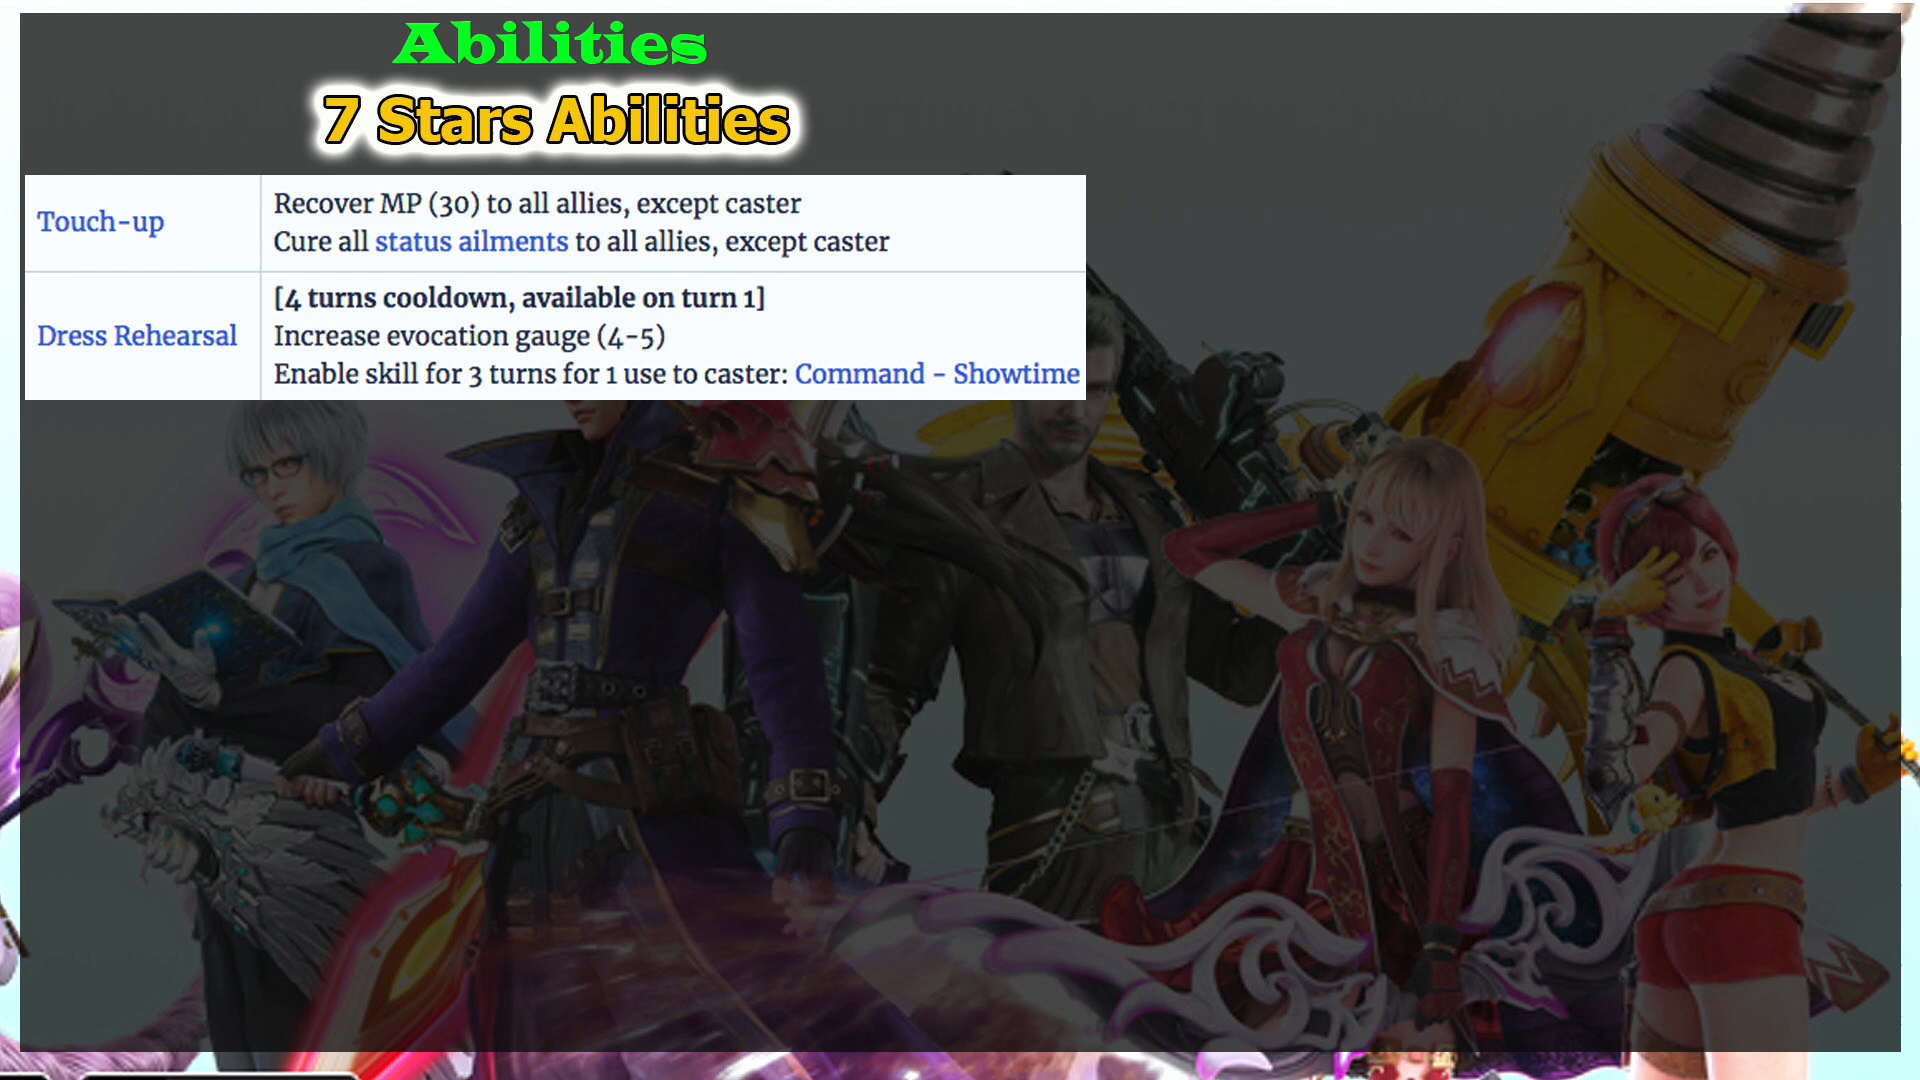 Abilities
7 Stars Abilities
Touch-up
Recover MP (30) to all allies, except caster
Cure all status ailments to all allies, except caster
Dress Rehearsal
[4 turns cooldown, available on turn 1]
Increase evocation gauge (4-5)
Enable skill for 3 turns for 1 use to caster: Command - Showtime